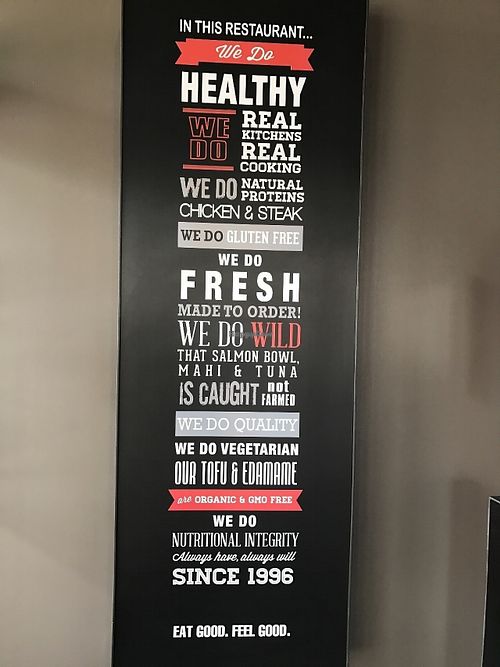 IN THIS RESTAURANT...
We Do
HEALTHY
WE DO REAL KITCHENS REAL COOKING
WE DO NATURAL PROTEINS
CHICKEN & STEAK
WE DO GLUTEN FREE
WE DO
FRESH
MADE TO ORDER!
WE DO WILD
THAT SALMON BOWL,
MAHI & TUNA
IS CAUGHT not FARMED
WE DO QUALITY
WE DO VEGETARIAN
OUR TOFU & EDAMAME
are ORGANIC & GMO FREE
WE DO
NUTRITIONAL INTEGRITY
Always have, always will
SINCE 1996
EAT GOOD. FEEL GOOD.